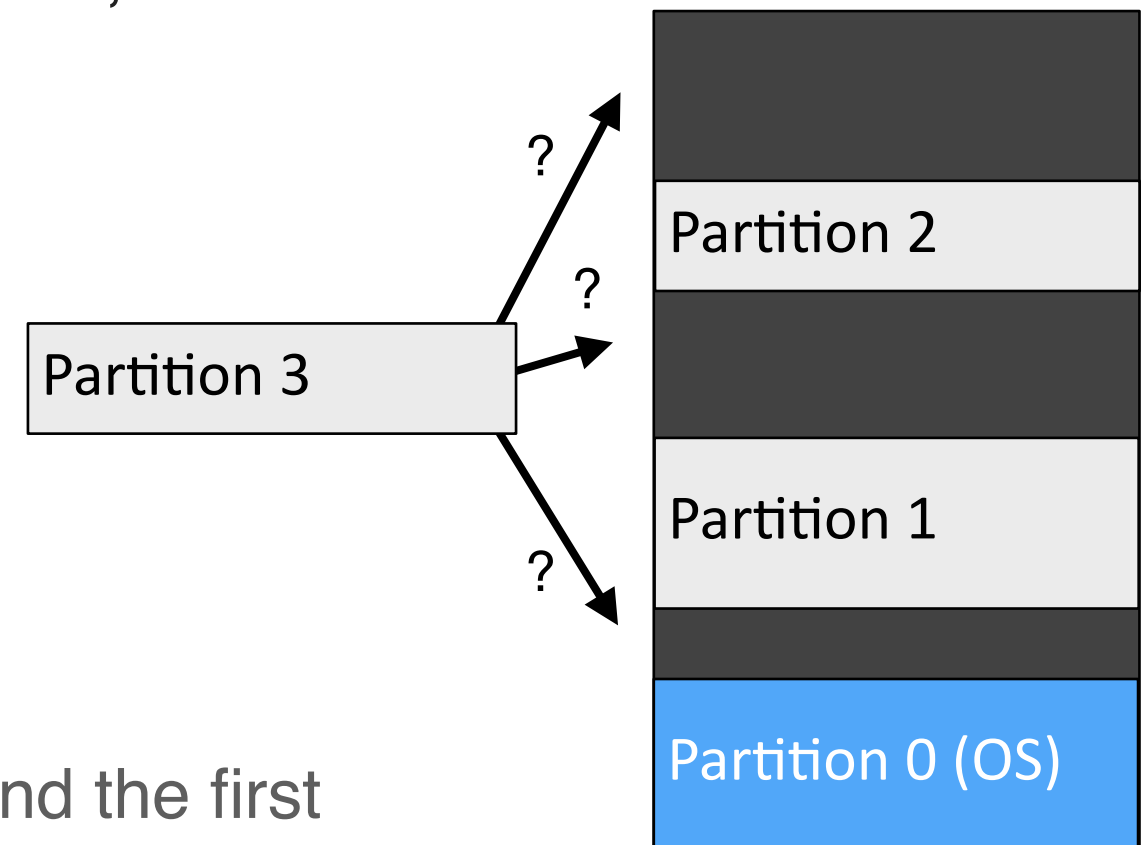 ,
?
Partition 2
?
Partition 3
Partition 1
?
Partition 0 (OS)
nd the first